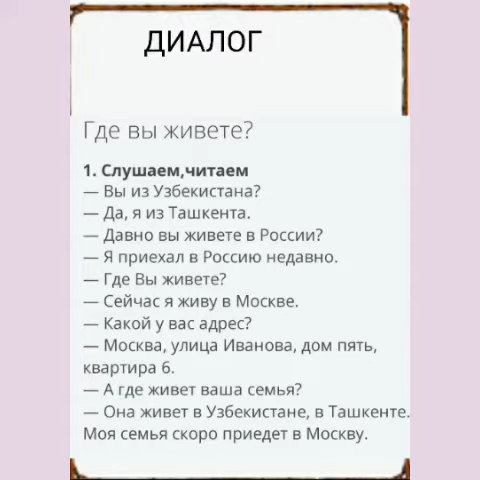 ДИАЛОГ
Где вы живете?
1. Слушаем,читаем
— Вы из Узбекистана?
— Да, я из Ташкента.
— Давно вы живете в России?
— Я приехал в Россию недавно.
— Где Вы живете?
— Сейчас я живу в Москве.
— Какой у вас адрес?
— Москва, улица Иванова, дом пять,
квартира 6.
— А где живет ваша семья?
— Она живет в Узбекистане, в Ташкенте.
Моя семья скоро приедет в Москву.